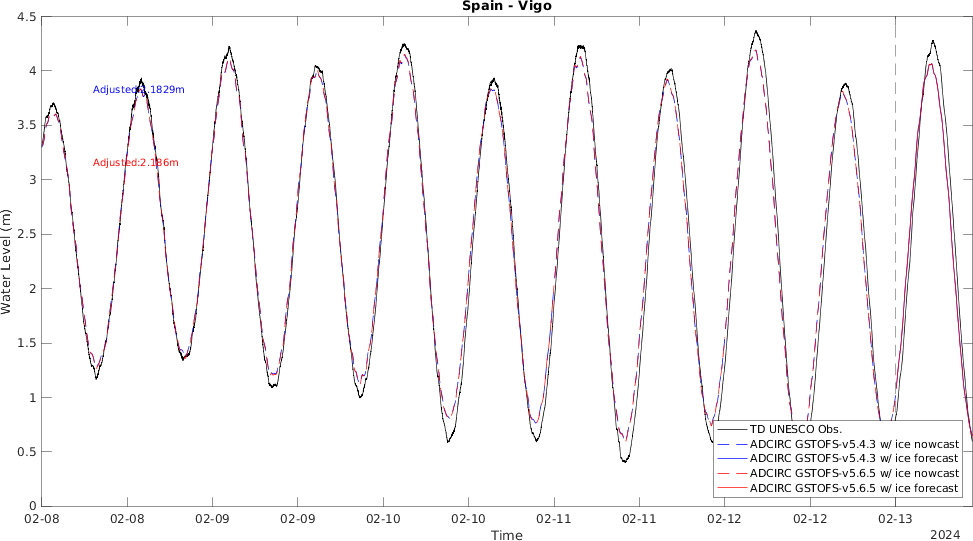 Spain - Vigo
4.5
4
3.5
3
2.5
2
1.5
1
0.5
0
Water Level (m)
Adjusted:2.1829m
Adjusted:2.186m
TD UNESCO Obs.
ADCIRC GSTOFS-v5.4.3 w/ ice nowcast
ADCIRC GSTOFS-v5.4.3 w/ ice forecast
ADCIRC GSTOFS-v5.6.5 w/ ice nowcast
ADCIRC GSTOFS-v5.6.5 w/ ice forecast
02-08 02-08 02-09 02-09 02-10 02-10 02-11 02-11 02-12 02-12 02-13
Time
2024